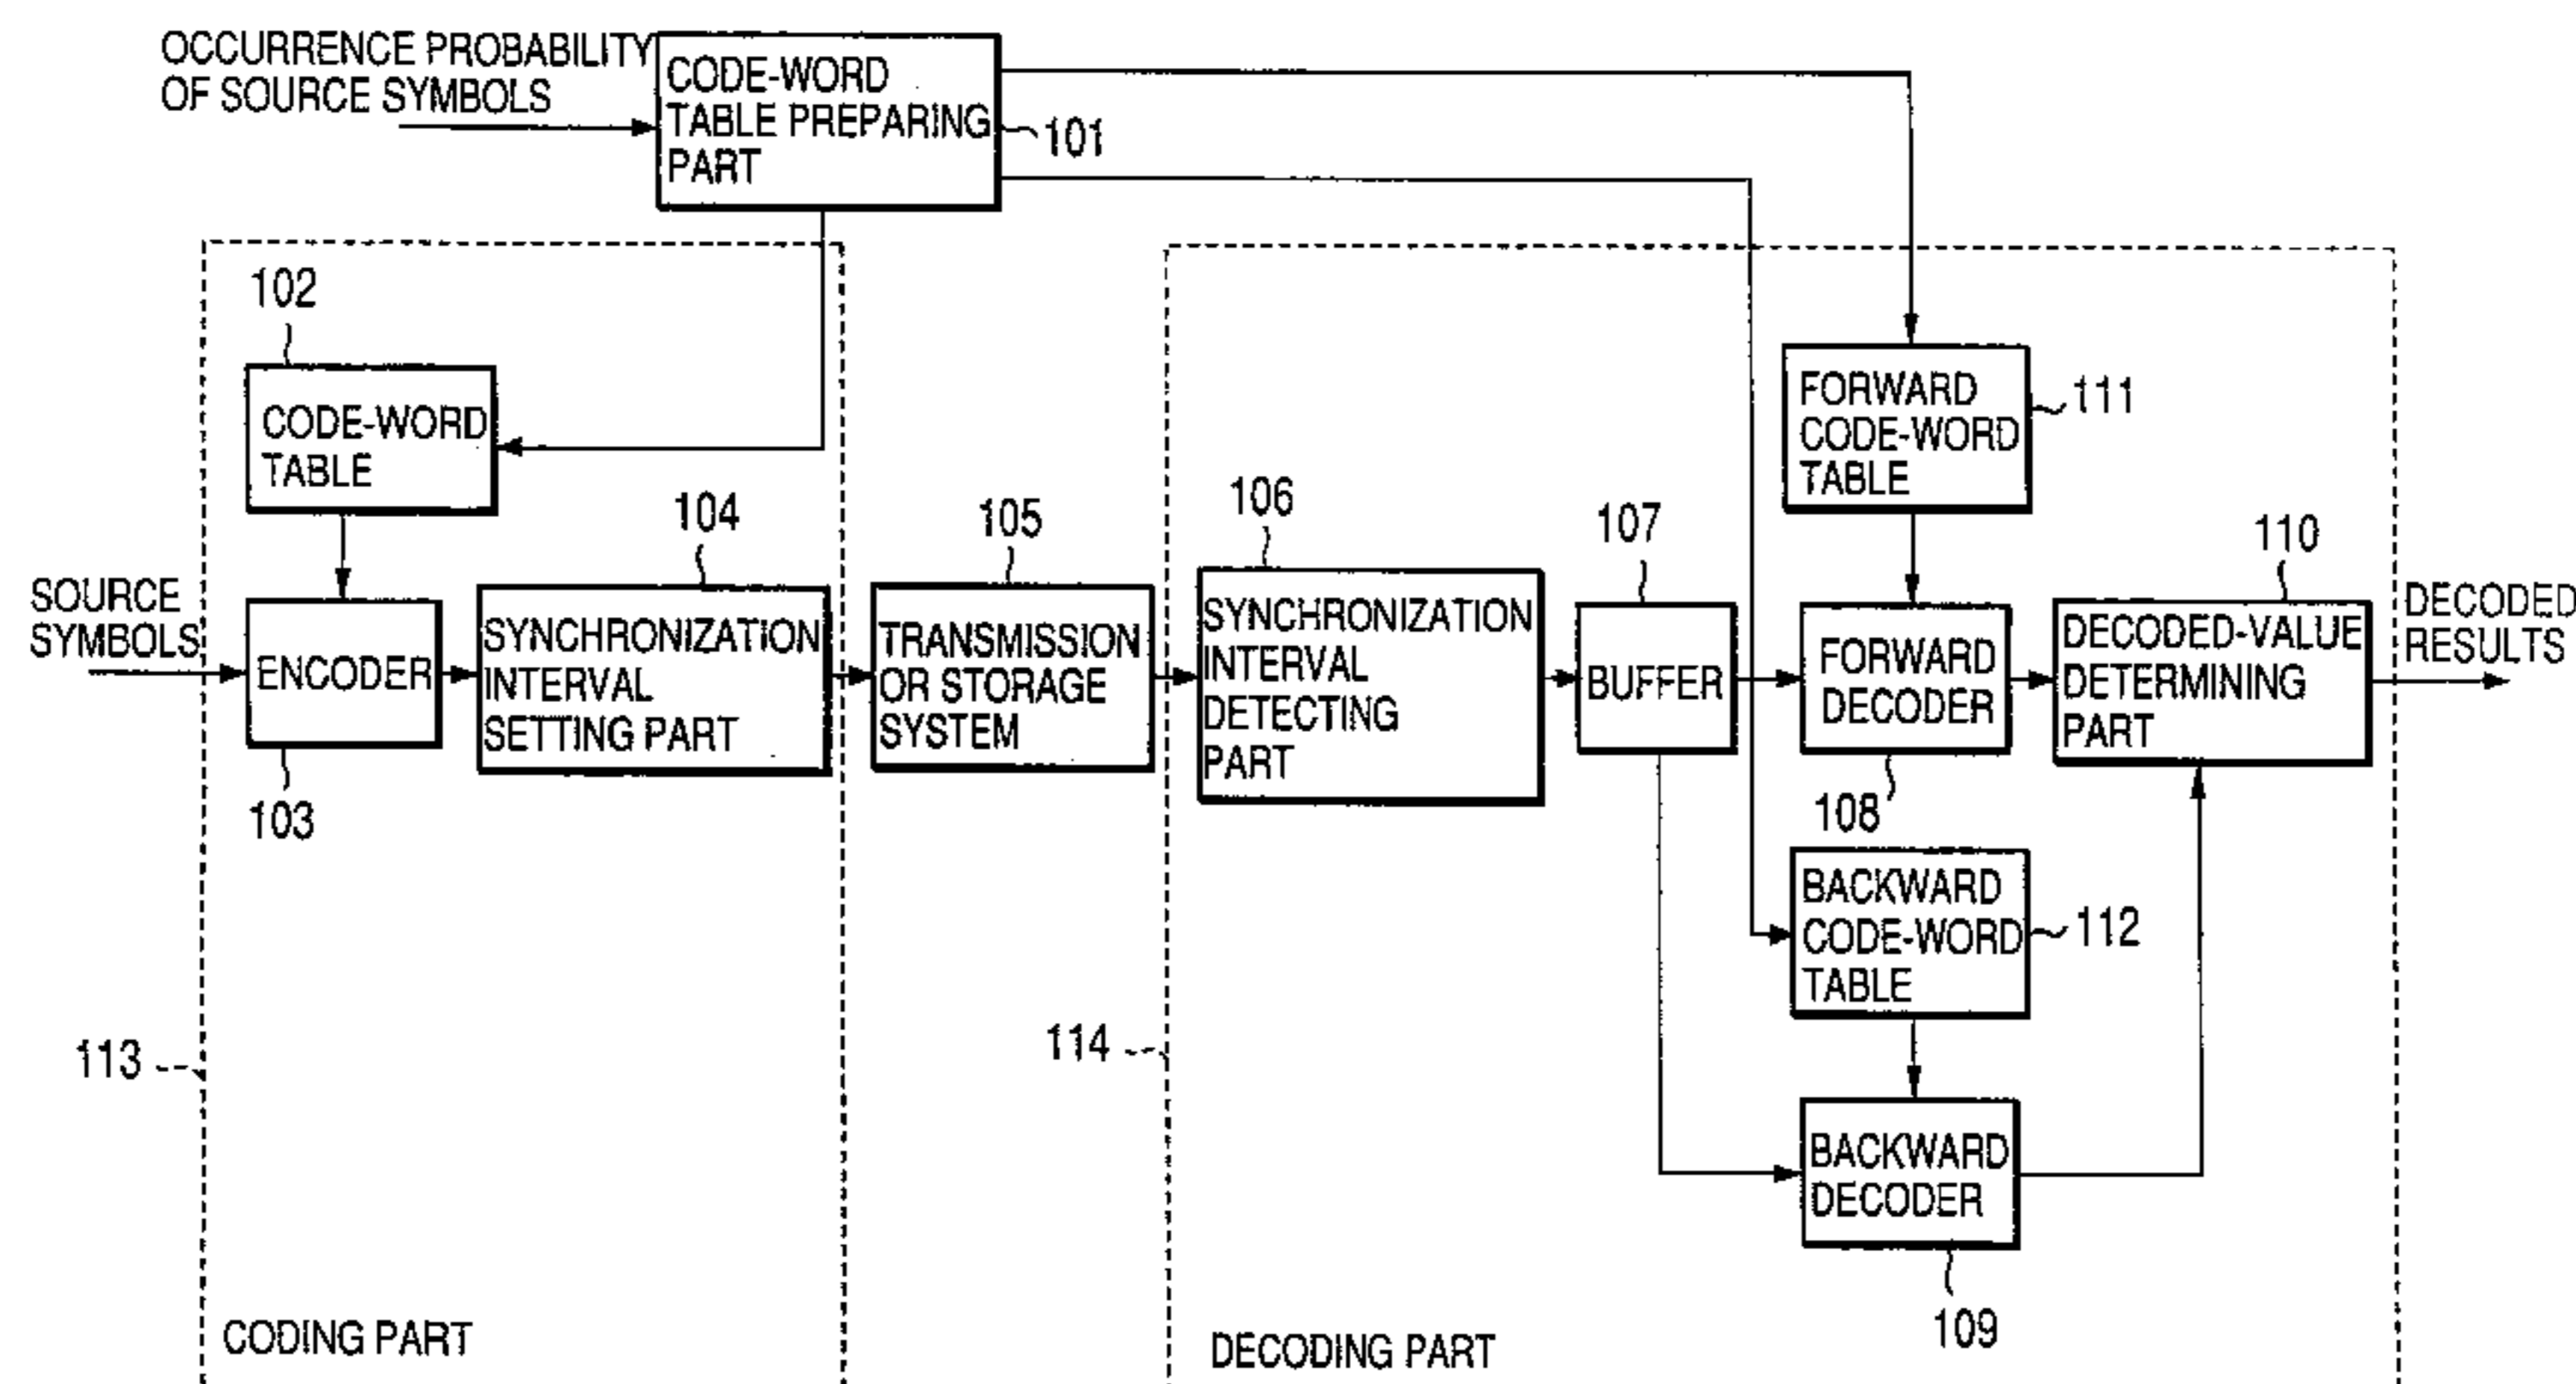 OCCURRENCE PROBABILITY
OF SOURCE SYMBOLS
CODE-WORD
TABLE PREPARING
PART
101
102
CODE-WORD
TABLE
SOURCE
SYMBOLS
ENCODER
103
104
SYNCHRONIZATION
INTERVAL
SETTING PART
105
TRANSMISSION
OR STORAGE
SYSTEM
106
SYNCHRONIZATION
INTERVAL
DETECTING
PART
107
BUFFER
FORWARD
CODE-WORD
TABLE
111
FORWARD
DECODER
108
110
DECODED-VALUE
DETERMINING
PART
DECODED
RESULTS
BACKWARD
CODE-WORD
TABLE
112
BACKWARD
DECODER
109
113
114
CODING PART
DECODING PART